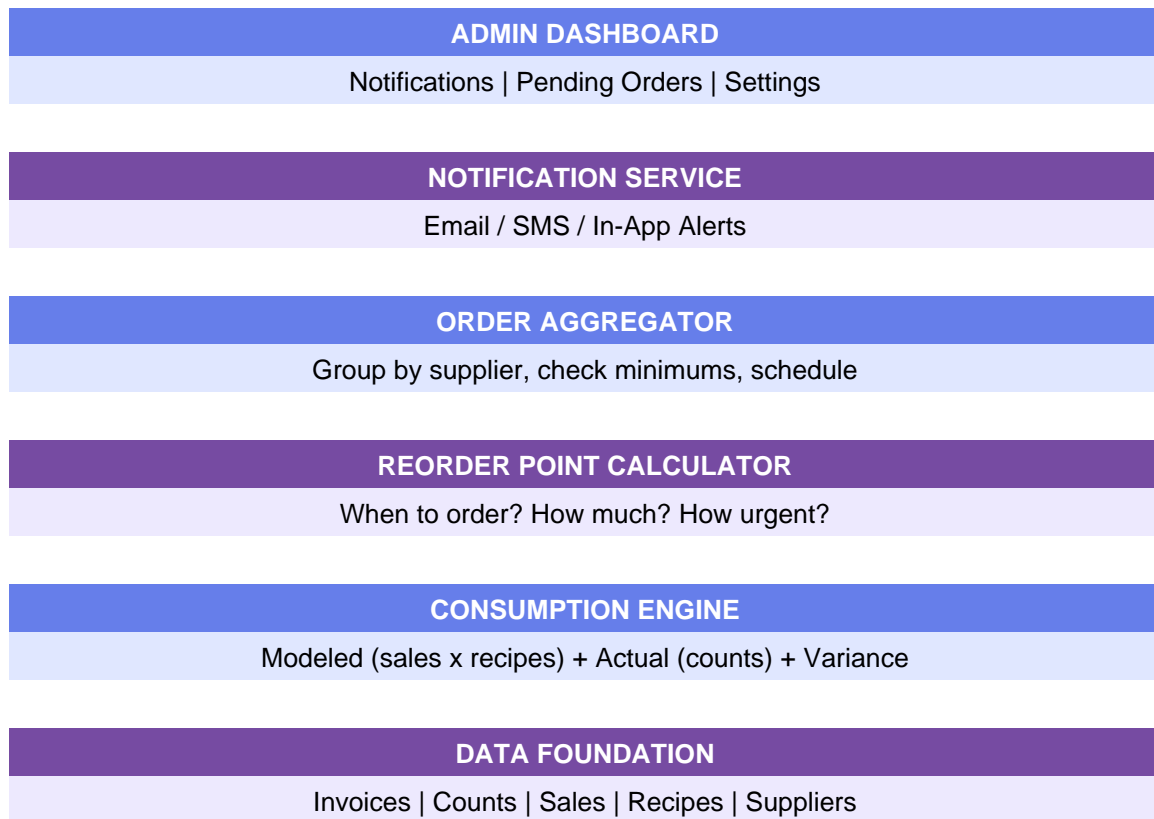 ADMIN DASHBOARD
Notifications | Pending Orders | Settings
NOTIFICATION SERVICE
Email / SMS / In-App Alerts
ORDER AGGREGATOR
Group by supplier, check minimums, schedule
REORDER POINT CALCULATOR
When to order? How much? How urgent?
CONSUMPTION ENGINE
Modeled (sales x recipes) + Actual (counts) + Variance
DATA FOUNDATION
Invoices | Counts | Sales | Recipes | Suppliers